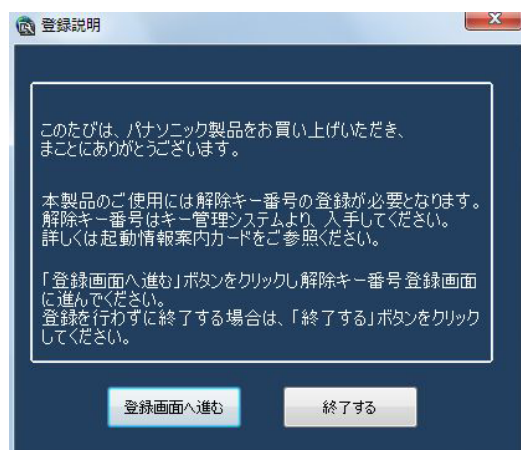 登録説明
このたびは、パナソニック製品をお買い上げいただき、
まことにありがとうございます。
本製品のご使用には解除キー番号の登録が必要となります。
解除キー番号はキー管理システムより、入手してください。
詳しくは起動情報案内カードをご参照ください。
「登録画面へ進む」ボタンをクリックし解除キー番号登録画面
に進んでください。
登録を行わずに終了する場合は、「終了する」ボタンをクリック
してください。
登録画面へ進む
終了する